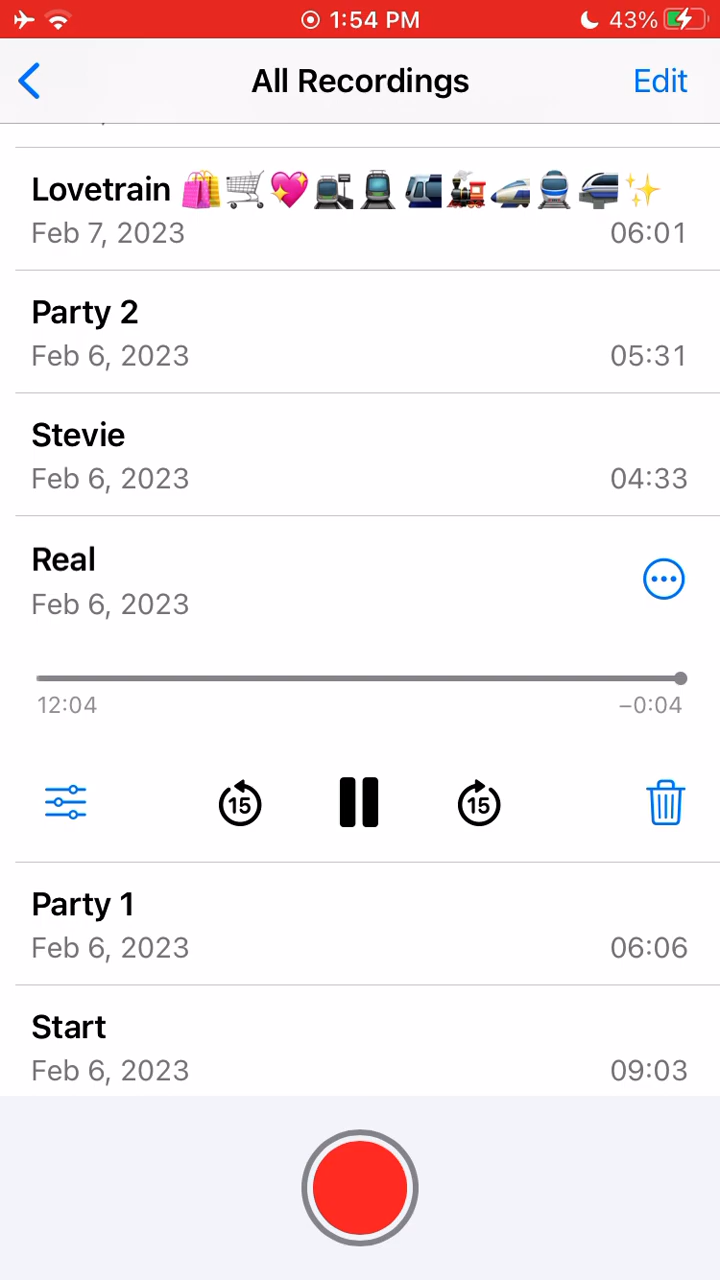 1:54 PM
43%
All Recordings
Edit
Lovetrain 🛍️🛒💖🚉🚊🚈🚂🚄🚆🚝✨
Feb 7, 2023 06:01
Party 2
Feb 6, 2023 05:31
Stevie
Feb 6, 2023 04:33
Real
Feb 6, 2023
12:04 −0:04
15 15
Party 1
Feb 6, 2023 06:06
Start
Feb 6, 2023 09:03